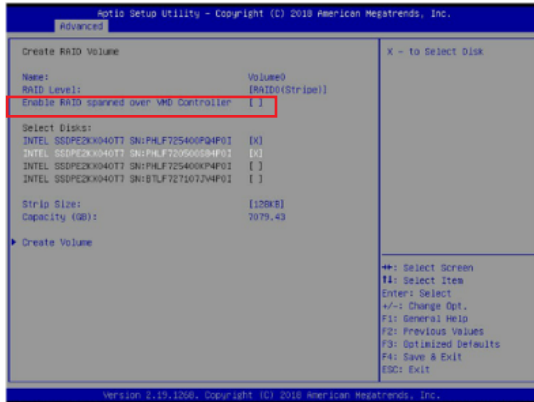 Aptio Setup Utility – Copyright (C) 2018 American Megatrends, Inc.
Advanced
Create RAID Volume
Name: Volume0
RAID Level: [RAID0(Stripe)]
Enable RAID spanned over VMD Controller [ ]
Select Disks:
INTEL SSDPE2KX040T7 SN:PHLF725400PQ4P0I [X]
INTEL SSDPE2KX040T7 SN:PHLF720500S84P0I [X]
INTEL SSDPE2KX040T7 SN:PHLF725400KP4P0I [ ]
INTEL SSDPE2KX040T7 SN:BTLF727107JV4P0I [ ]
Strip Size: [128KB]
Capacity (GB): 7079.43
Create Volume
X – to Select Disk
→←: Select Screen
↑↓: Select Item
Enter: Select
+/-: Change Opt.
F1: General Help
F2: Previous Values
F3: Optimized Defaults
F4: Save & Exit
ESC: Exit
Version 2.19.1268. Copyright (C) 2018 American Megatrends, Inc.